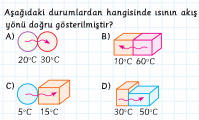 Aşağıdaki durumlardan hangisinde ısının akış
yönü doğru gösterilmiştir?
A) B)
20°C 30°C 10°C 60°C
C) D)
5°C 15°C 30°C 50°C